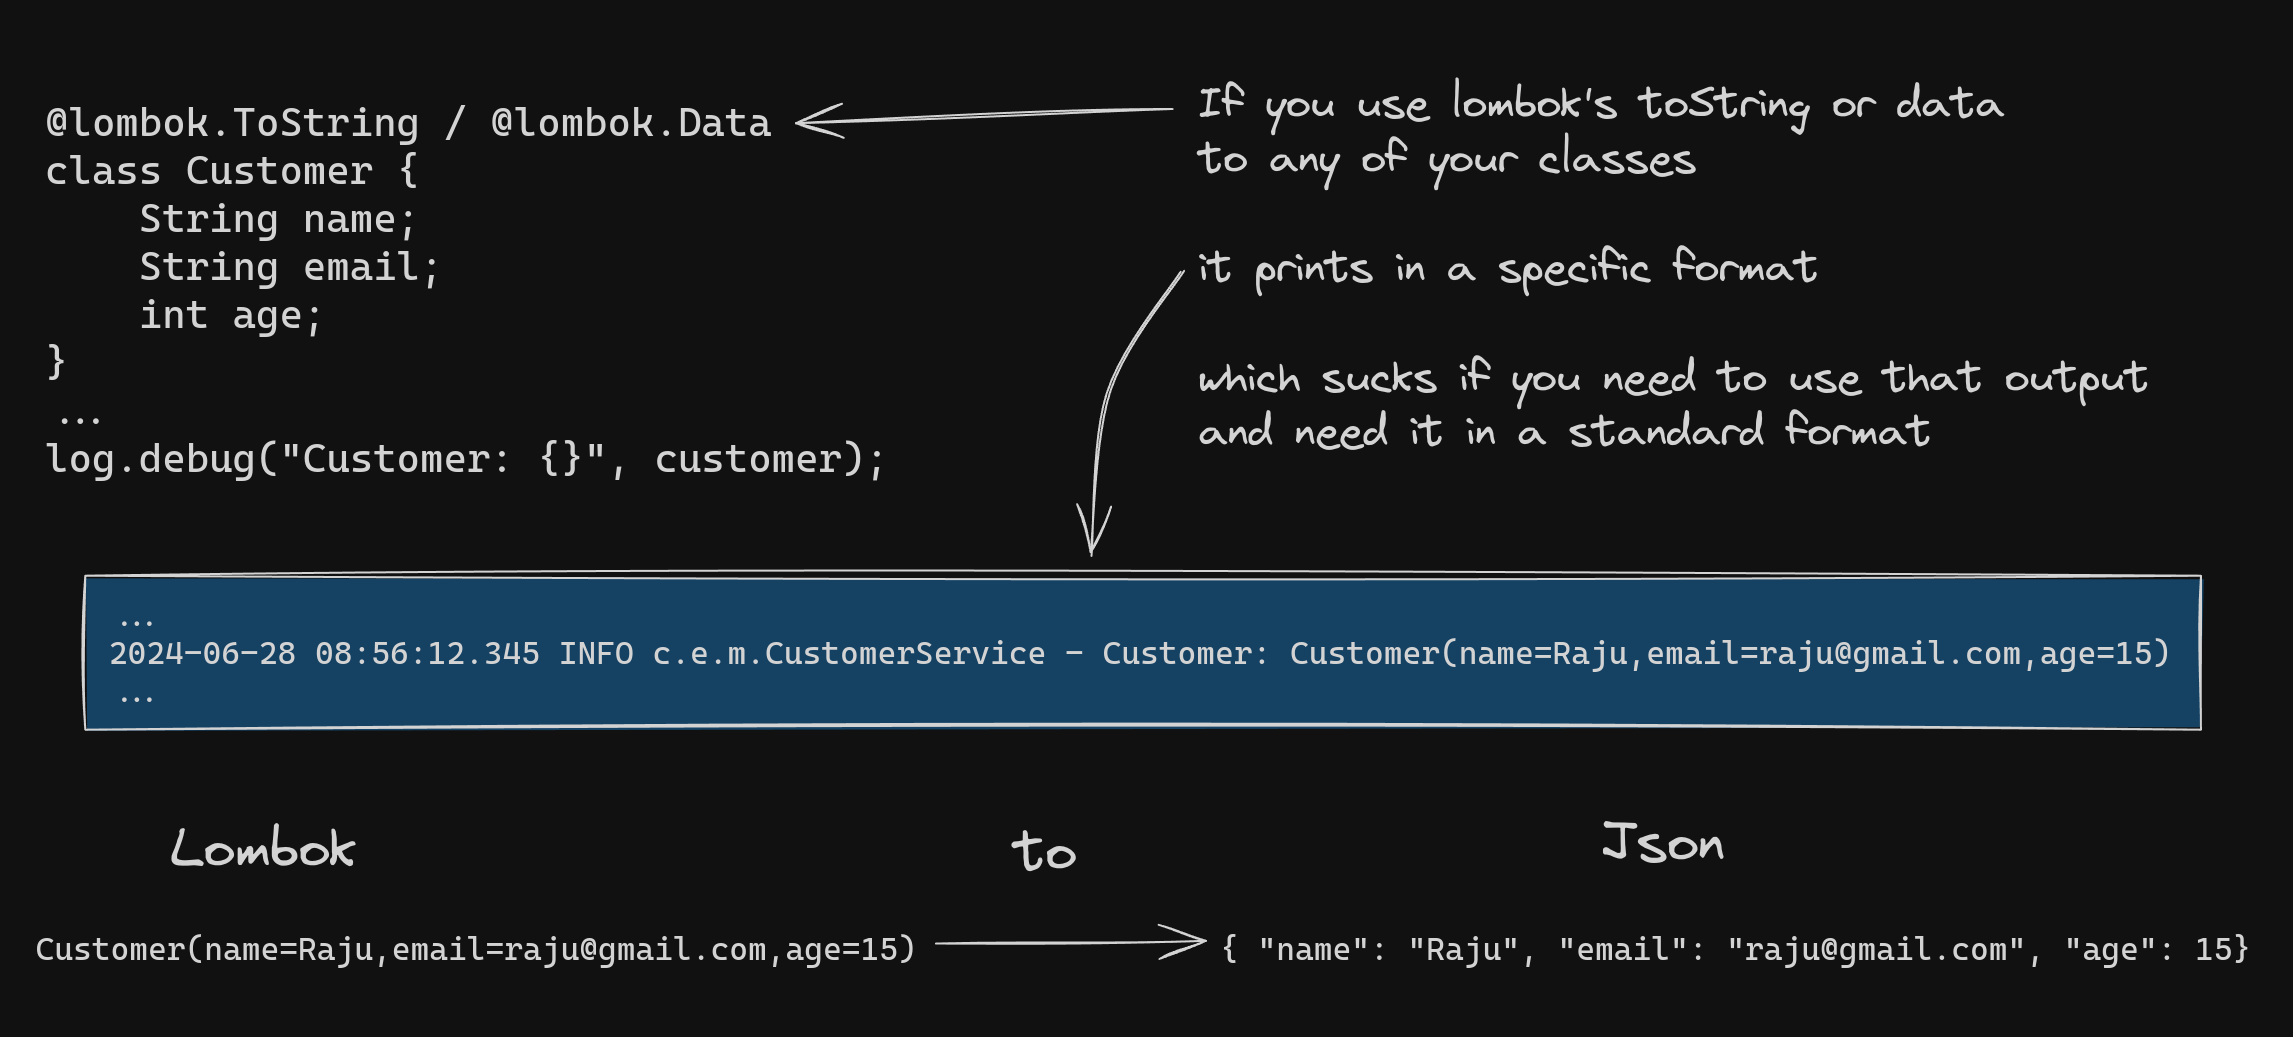 @lombok.ToString / @lombok.Data
class Customer {
String name;
String email;
int age;
}
...
log.debug("Customer: {}", customer);
If you use lombok's toString or data
to any of your classes
it prints in a specific format
which sucks if you need to use that output
and need it in a standard format
...
2024-06-28 08:56:12.345 INFO c.e.m.CustomerService - Customer: Customer(name=Raju,email=raju@gmail.com,age=15)
...
Lombok to Json
Customer(name=Raju,email=raju@gmail.com,age=15) { "name": "Raju", "email": "raju@gmail.com", "age": 15}